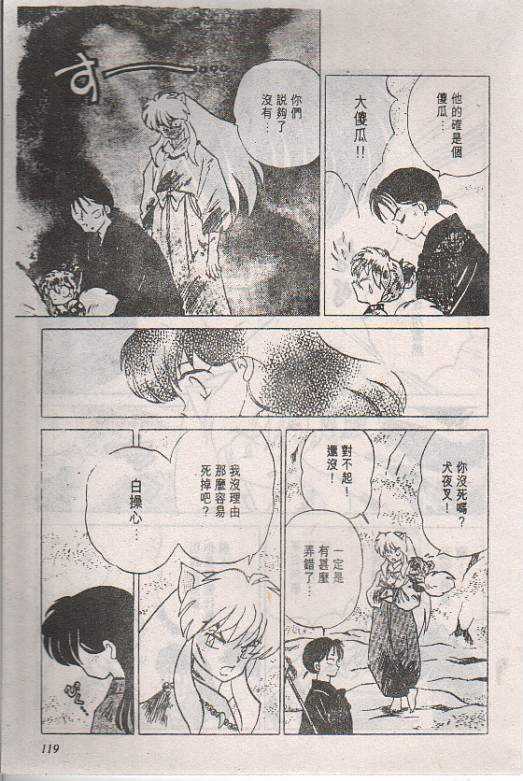 他的確是個
傻瓜…
大傻瓜!!
你們
說夠了
沒有…
すー
你沒死嗎?
犬夜叉!
對不起!
還沒!
一定是
有甚麼
弄錯了…
我沒理由
那麼容易
死掉吧?
白操心…
119